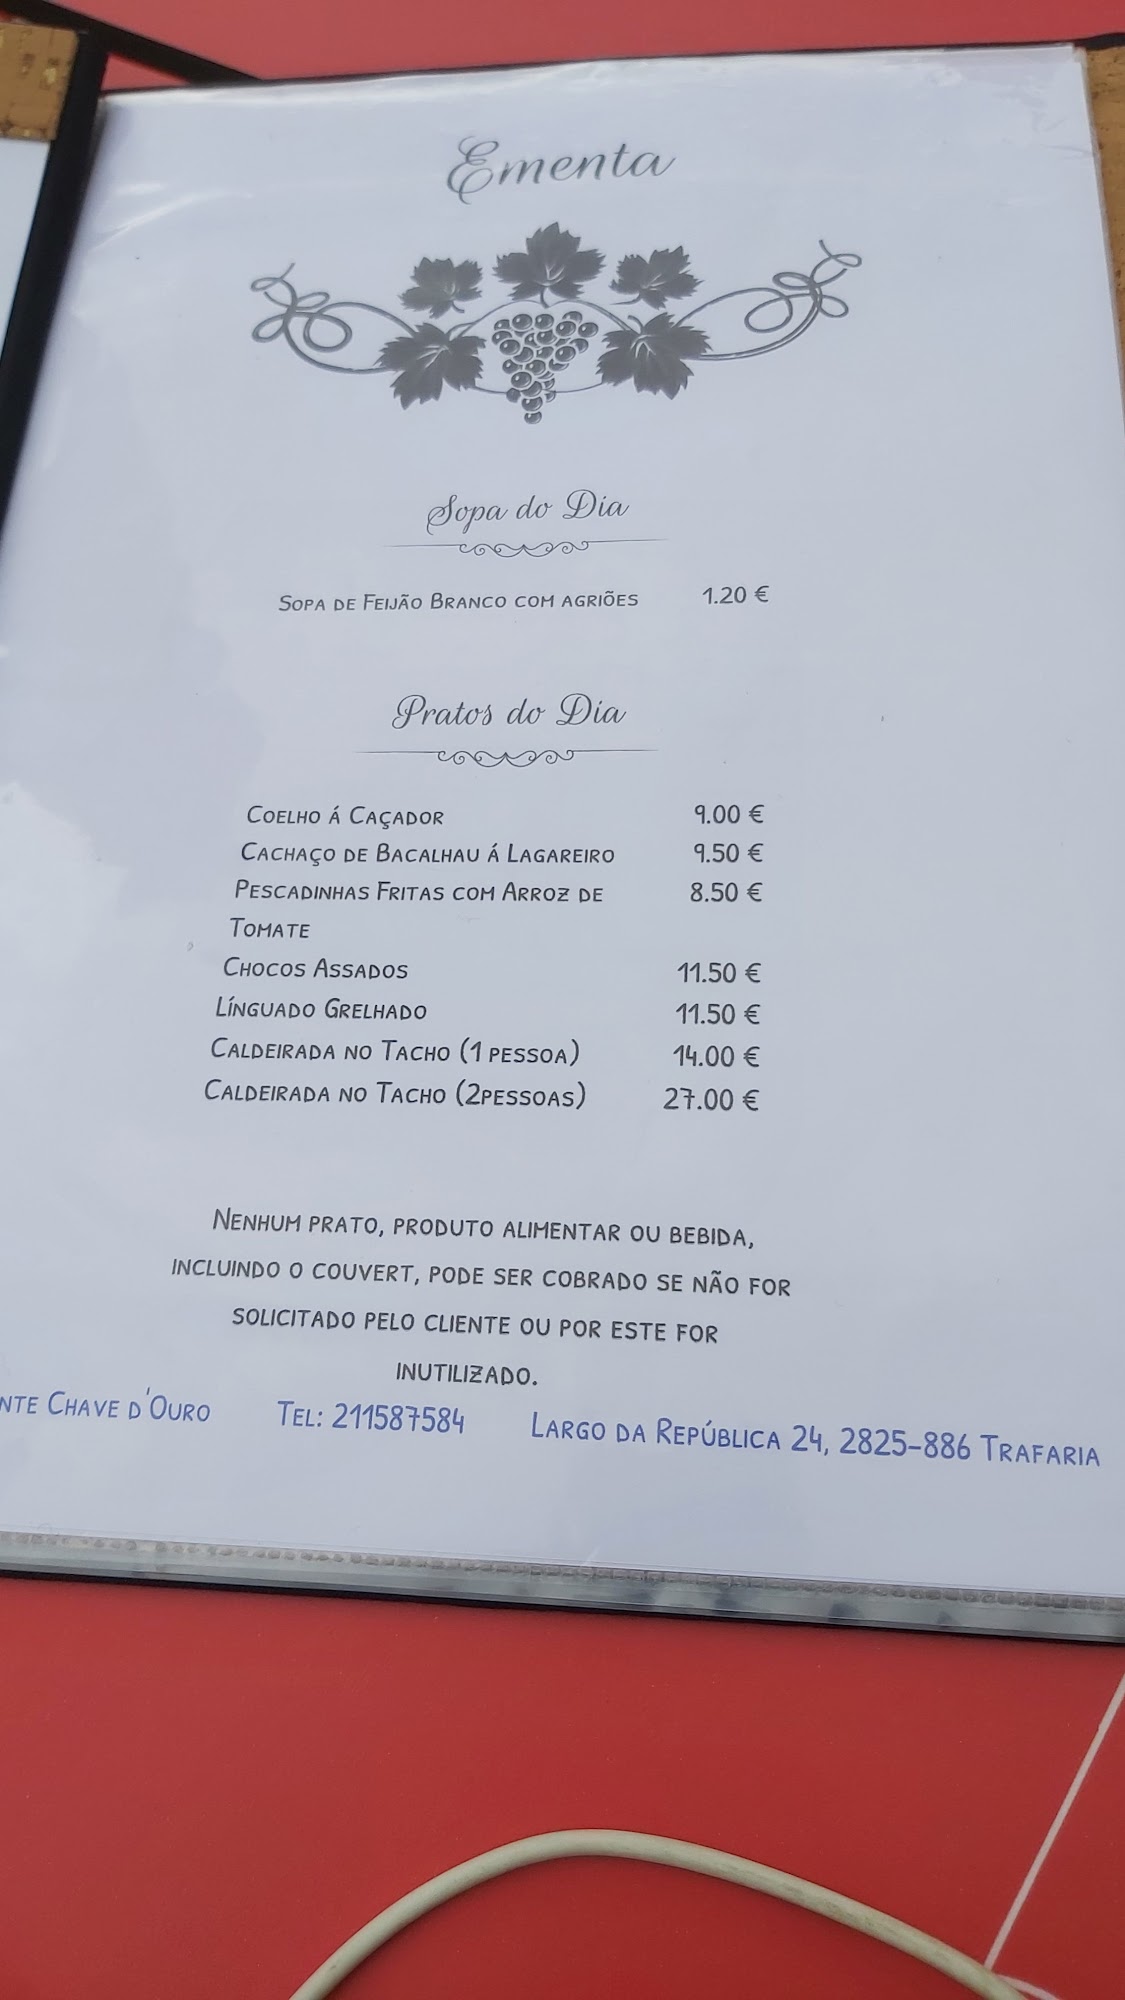 Ementa
Sopa do Dia
Sopa de Feijão Branco com agriões 1.20 €
Pratos do Dia
Coelho á Caçador 9.00 €
Cachaço de Bacalhau á Lagareiro 9.50 €
Pescadinhas Fritas com Arroz de 8.50 €
Tomate
Chocos Assados 11.50 €
Línguado Grelhado 11.50 €
Caldeirada no Tacho (1 pessoa) 14.00 €
Caldeirada no Tacho (2pessoas) 27.00 €
Nenhum prato, produto alimentar ou bebida,
incluindo o couvert, pode ser cobrado se não for
solicitado pelo cliente ou por este for
inutilizado.
nte Chave d'Ouro Tel: 211587584 Largo da República 24, 2825-886 Trafaria